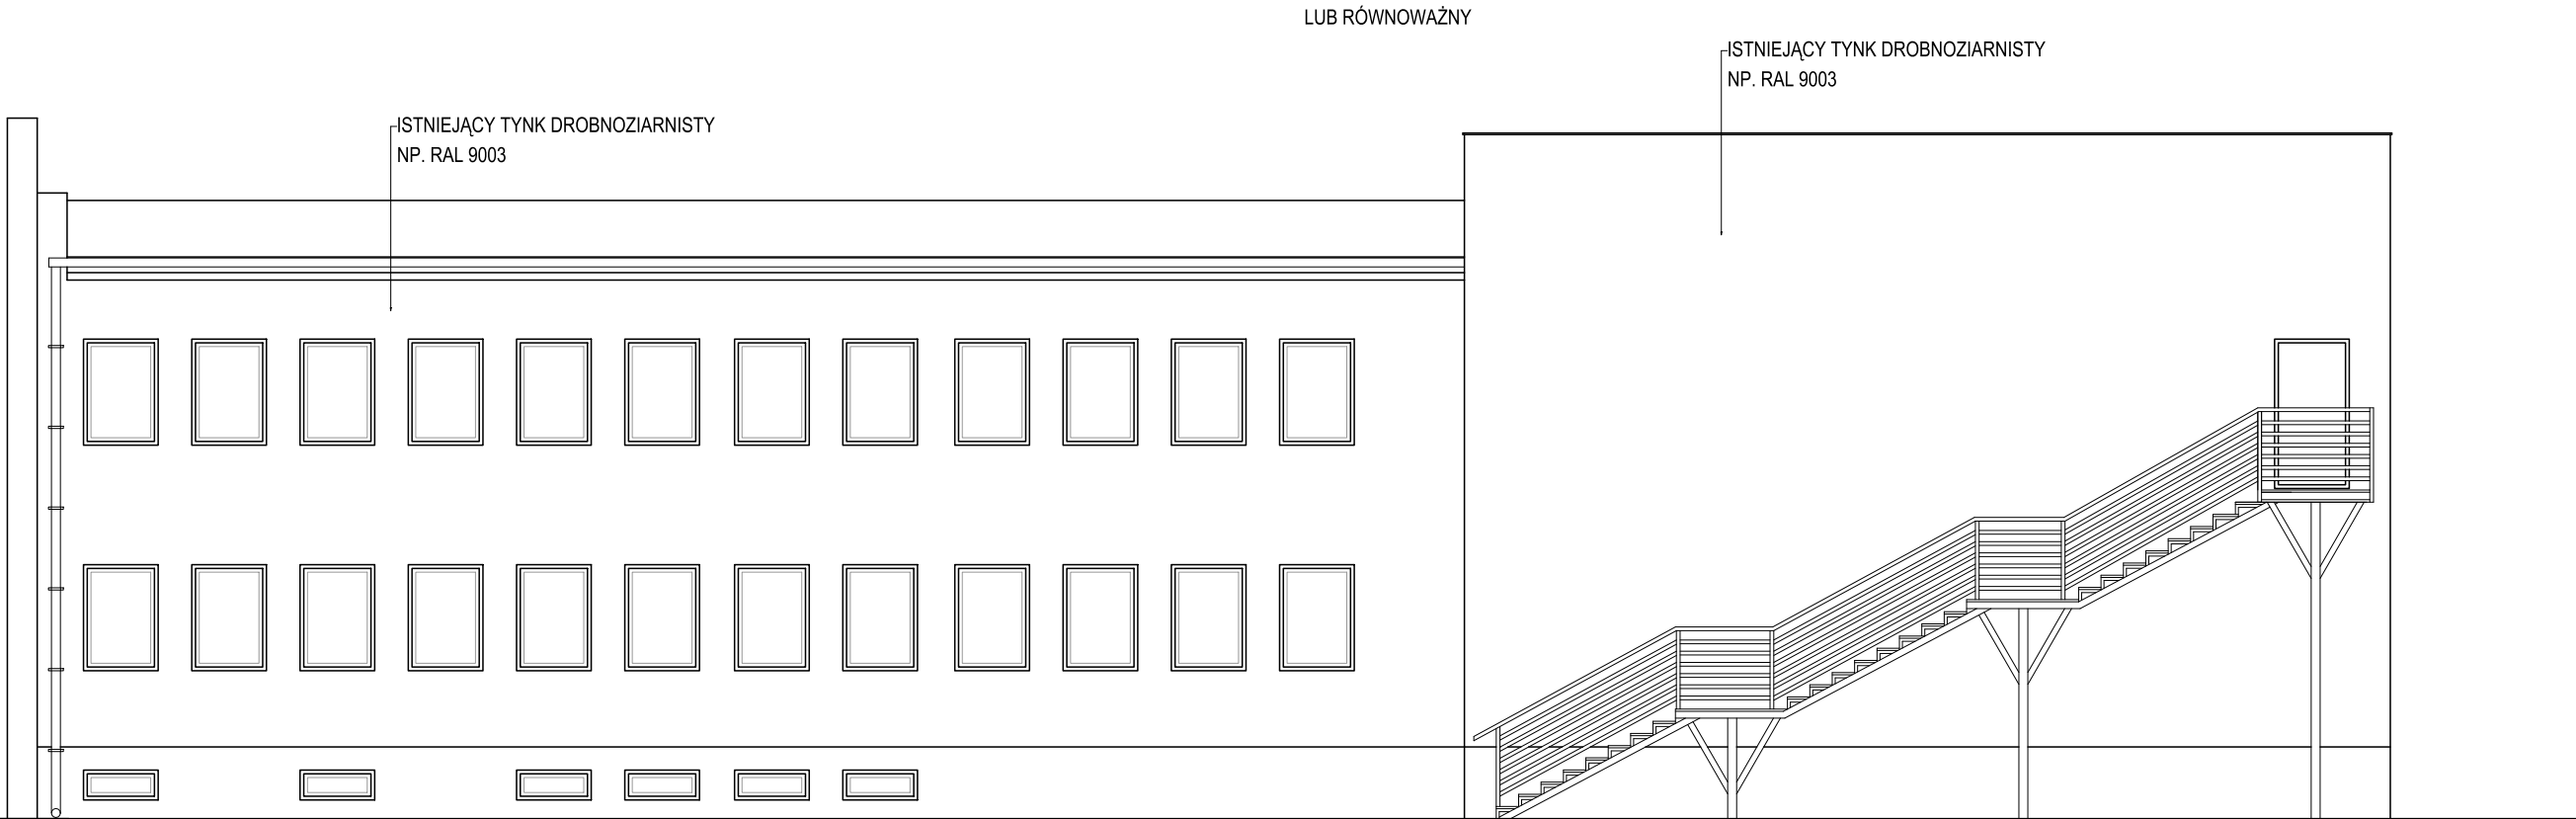 LUB RÓWNOWAŻNY
ISTNIEJĄCY TYNK DROBNOZIARNISTY
NP. RAL 9003
ISTNIEJĄCY TYNK DROBNOZIARNISTY
NP. RAL 9003